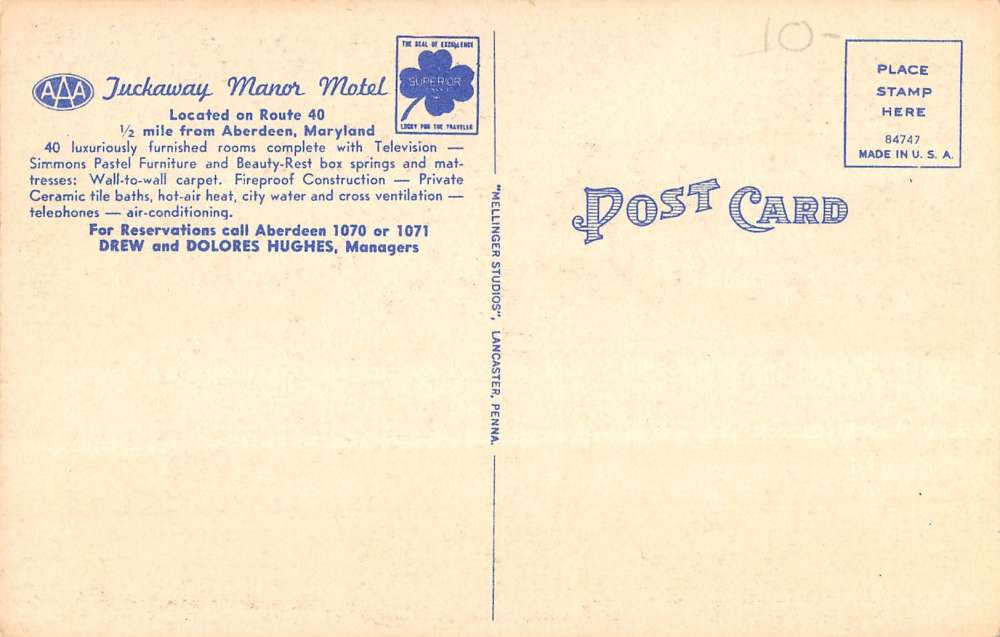 AAA
Tuckaway Manor Motel
THE SEAL OF EXCELLENCE
SUPERIOR
LUCKY FOR THE TRAVELER
Located on Route 40
½ mile from Aberdeen, Maryland
40 luxuriously furnished rooms complete with Television —
Simmons Pastel Furniture and Beauty-Rest box springs and mat-
tresses: Wall-to-wall carpet. Fireproof Construction — Private
Ceramic tile baths, hot-air heat, city water and cross ventilation —
telephones — air-conditioning.
For Reservations call Aberdeen 1070 or 1071
DREW and DOLORES HUGHES, Managers
"MELLINGER STUDIOS", LANCASTER, PENNA.
10-
PLACE
STAMP
HERE
84747
MADE IN U. S. A.
POST CARD